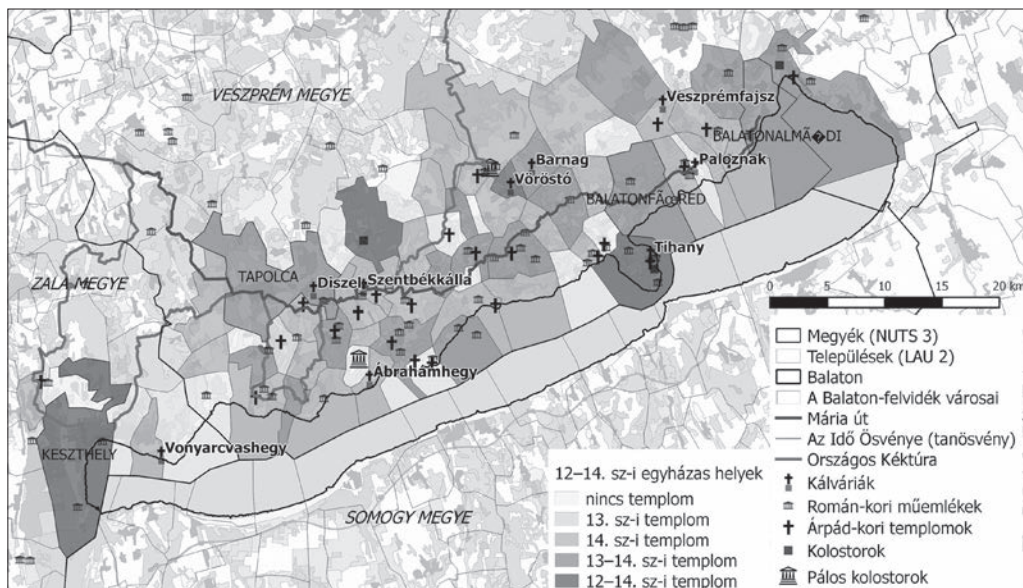 VESZPRÉM MEGYE
Veszprémfajsz
BALATONALMÃ�DI
Barnag
Paloznak
Vöröstó
BALATONFÃ�RED
Tihany
ZALA MEGYE
TAPOLCA
Diszel
Szentbékkálla
Ábrahámhegy
KESZTHELY
Vonyarcvashegy
SOMOGY MEGYE
0 5 10 15 20 km
Megyék (NUTS 3)
Települések (LAU 2)
Balaton
A Balaton-felvidék városai
Mária út
Az Idő Ösvénye (tanösvény)
Országos Kéktúra
Kálváriák
Román-kori műemlékek
Árpád-kori templomok
Kolostorok
Pálos kolostorok
12–14. sz-i egyházas helyek
nincs templom
13. sz-i templom
14. sz-i templom
13–14. sz-i templom
12–14. sz-i templom